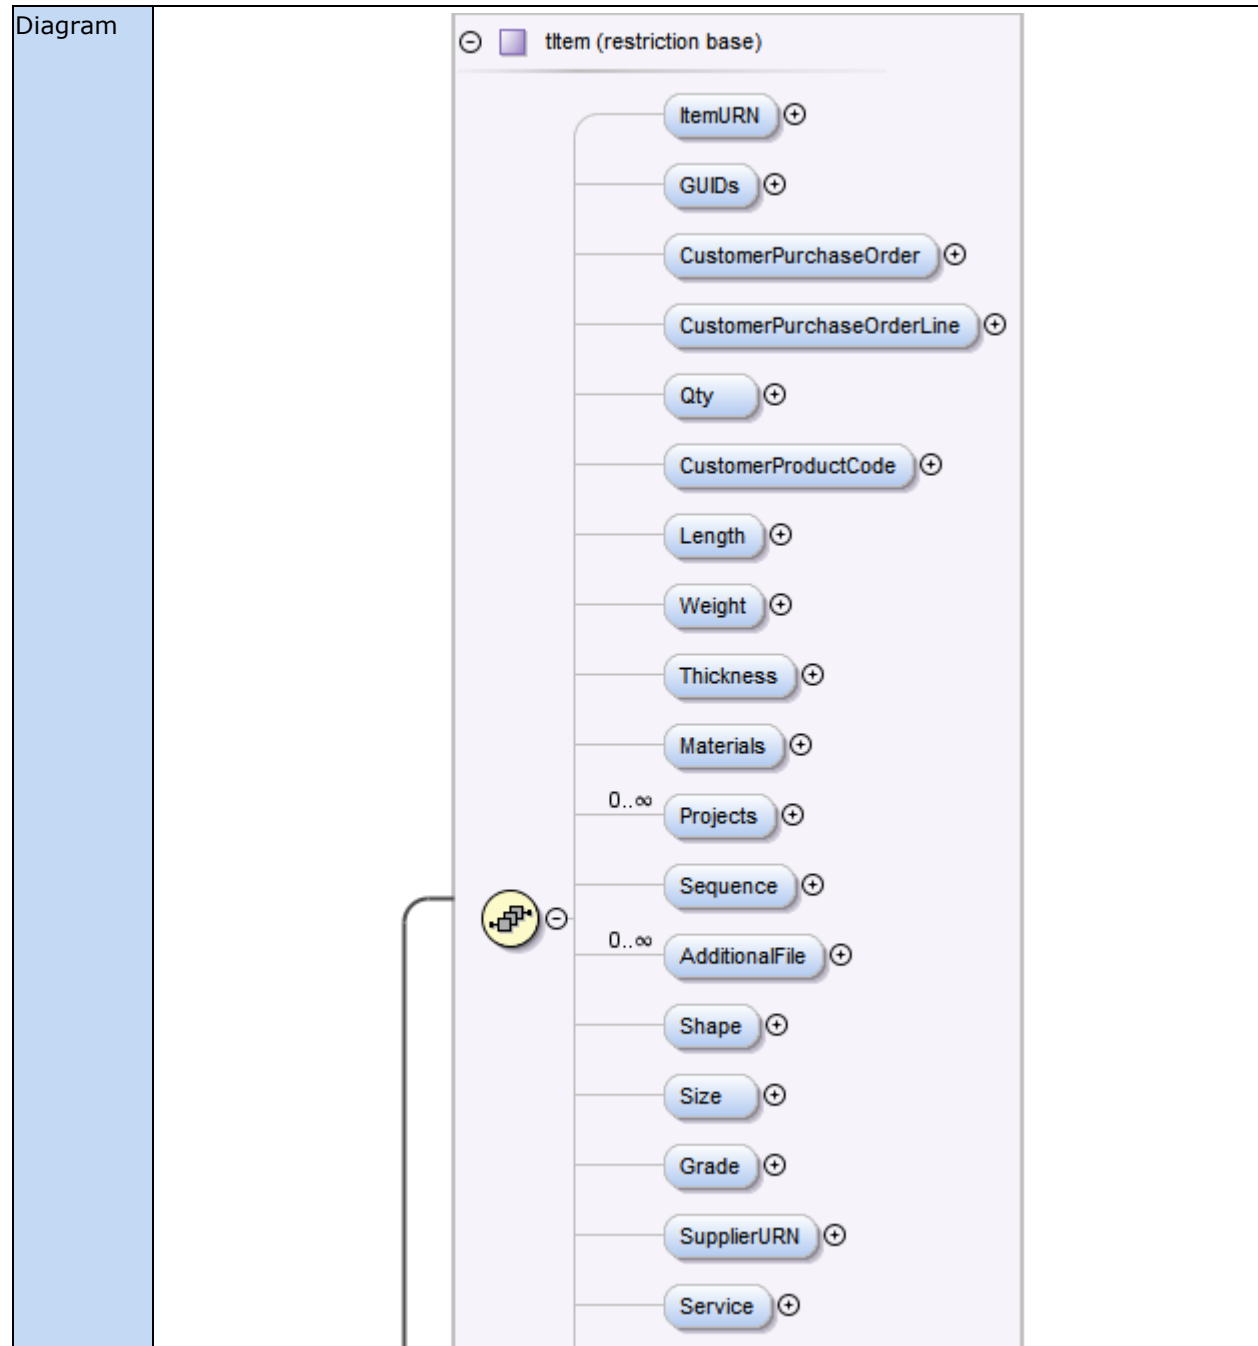 Diagram
tItem (restriction base)
ItemURN
GUIDs
CustomerPurchaseOrder
CustomerPurchaseOrderLine
Qty
CustomerProductCode
Length
Weight
Thickness
Materials
0..∞
Projects
Sequence
0..∞
AdditionalFile
Shape
Size
Grade
SupplierURN
Service